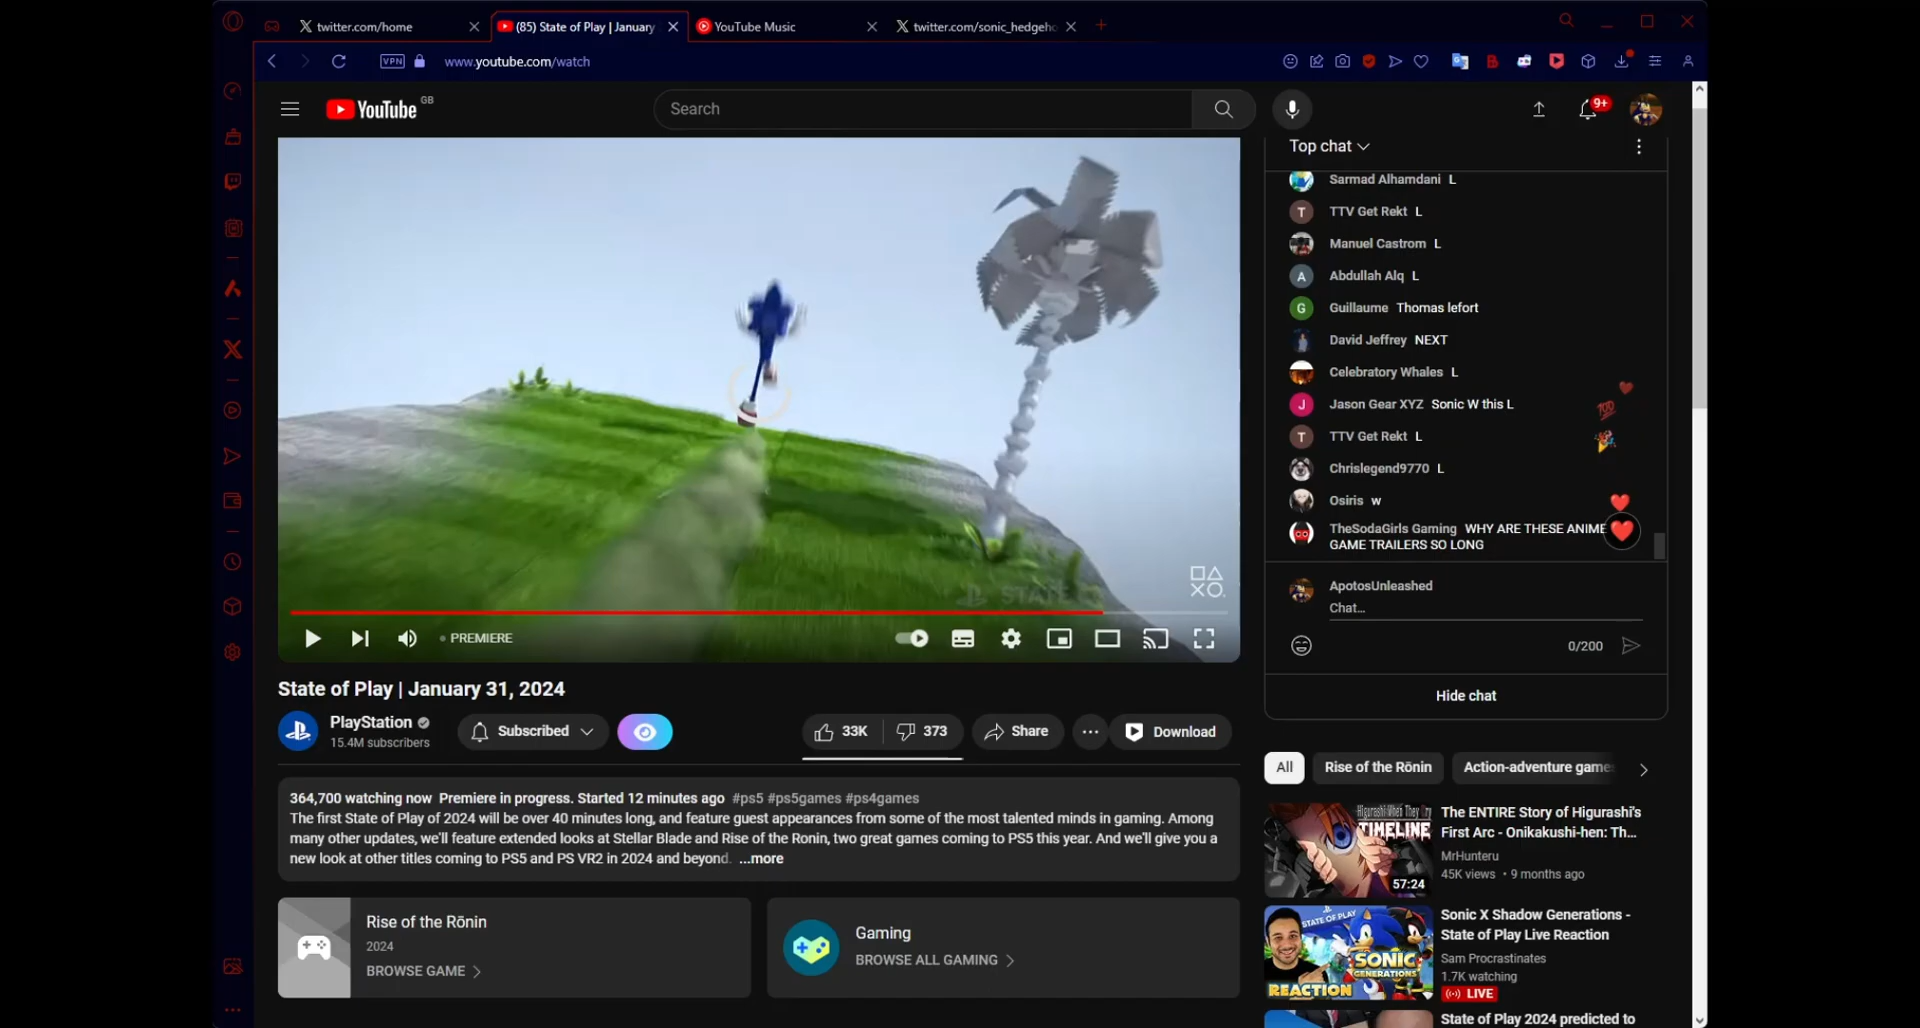 twitter.com/home
(85) State of Play | January
YouTube Music
twitter.com/sonic_hedgeho
VPN
www.youtube.com/watch
YouTube GB
Search
9+
Top chat
Sarmad Alhamdani L
T TTV Get Rekt L
Manuel Castrom L
A Abdullah Alq L
G Guillaume Thomas lefort
David Jeffrey NEXT
Celebratory Whales L
J Jason Gear XYZ Sonic W this L
T TTV Get Rekt L
Chrislegend9770 L
Osiris w
TheSodaGirls Gaming WHY ARE THESE ANIME
GAME TRAILERS SO LONG
ApotosUnleashed
Chat...
0/200
Hide chat
STATE
PREMIERE
State of Play | January 31, 2024
PlayStation
15.4M subscribers
Subscribed
33K
373
Share
Download
364,700 watching now Premiere in progress. Started 12 minutes ago #ps5 #ps5games #ps4games
The first State of Play of 2024 will be over 40 minutes long, and feature guest appearances from some of the most talented minds in gaming. Among
many other updates, we'll feature extended looks at Stellar Blade and Rise of the Ronin, two great games coming to PS5 this year. And we'll give you a
new look at other titles coming to PS5 and PS VR2 in 2024 and beyond. ...more
Rise of the Rōnin
2024
BROWSE GAME
Gaming
BROWSE ALL GAMING
All
Rise of the Rōnin
Action-adventure game
Higurashi When They Cry
TIMELINE
57:24
The ENTIRE Story of Higurashi's
First Arc - Onikakushi-hen: Th...
MrHunteru
45K views • 9 months ago
STATE OF PLAY
SONIC
GENERATIONS
REACTION
Sonic X Shadow Generations -
State of Play Live Reaction
Sam Procrastinates
1.7K watching
LIVE
State of Play 2024 predicted to